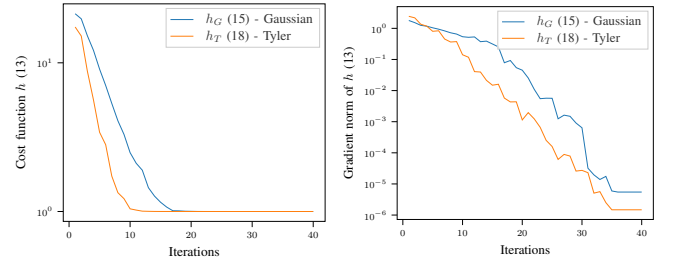 h_G (15) - Gaussian
h_T (18) - Tyler
Cost function h (13)
10^1
10^0
0
10
20
30
40
Iterations
h_G (15) - Gaussian
h_T (18) - Tyler
Gradient norm of h (13)
10^0
10^-1
10^-2
10^-3
10^-4
10^-5
10^-6
0
10
20
30
40
Iterations